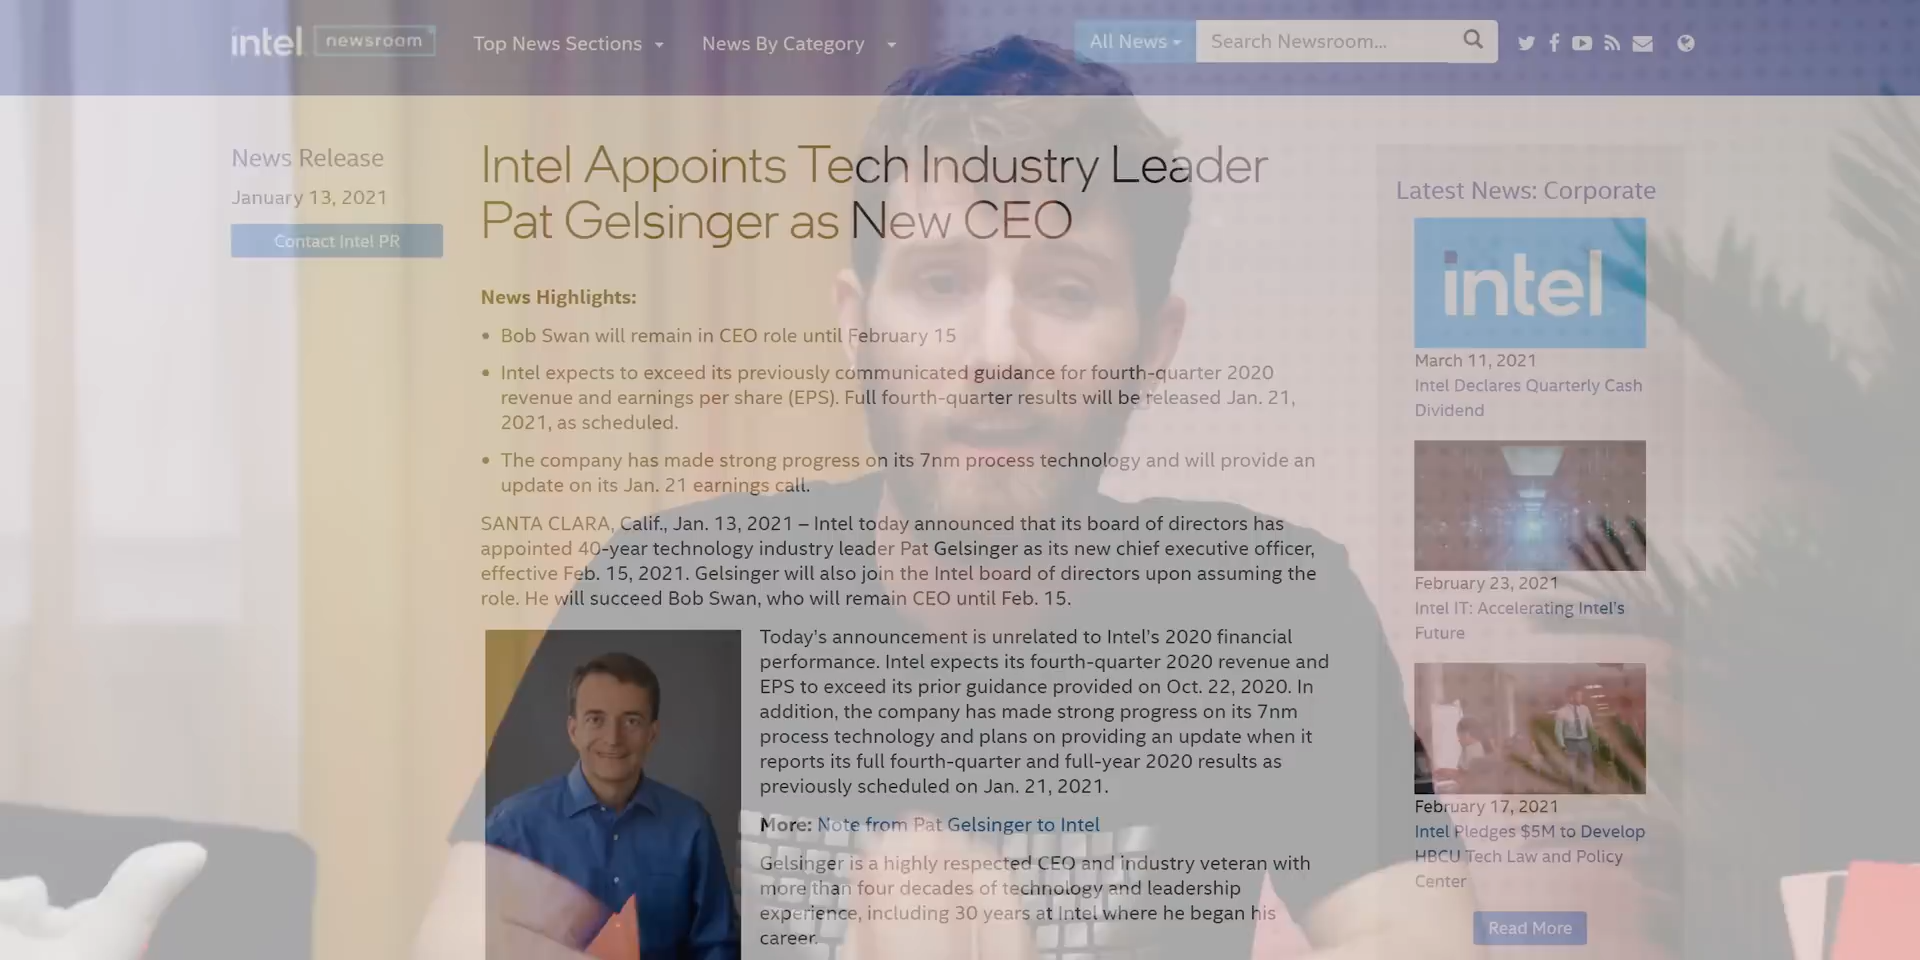 intel newsroom Top News Sections News By Category All News Search Newsroom...
News Release
January 13, 2021
Contact Intel PR
Intel Appoints Tech Industry Leader
Pat Gelsinger as New CEO
News Highlights:
• Bob Swan will remain in CEO role until February 15
• Intel expects to exceed its previously communicated guidance for fourth-quarter 2020
revenue and earnings per share (EPS). Full fourth-quarter results will be released Jan. 21,
2021, as scheduled.
• The company has made strong progress on its 7nm process technology and will provide an
update on its Jan. 21 earnings call.
SANTA CLARA, Calif., Jan. 13, 2021 – Intel today announced that its board of directors has
appointed 40-year technology industry leader Pat Gelsinger as its new chief executive officer,
effective Feb. 15, 2021. Gelsinger will also join the Intel board of directors upon assuming the
role. He will succeed Bob Swan, who will remain CEO until Feb. 15.
Today's announcement is unrelated to Intel's 2020 financial
performance. Intel expects its fourth-quarter 2020 revenue and
EPS to exceed its prior guidance provided on Oct. 22, 2020. In
addition, the company has made strong progress on its 7nm
process technology and plans on providing an update when it
reports its full fourth-quarter and full-year 2020 results as
previously scheduled on Jan. 21, 2021.
More: Note from Pat Gelsinger to Intel
Gelsinger is a highly respected CEO and industry veteran with
more than four decades of technology and leadership
experience, including 30 years at Intel where he began his
career.
Latest News: Corporate
intel
March 11, 2021
Intel Declares Quarterly Cash
Dividend
February 23, 2021
Intel IT: Accelerating Intel's
Future
February 17, 2021
Intel Pledges $5M to Develop
HBCU Tech Law and Policy
Center
Read More